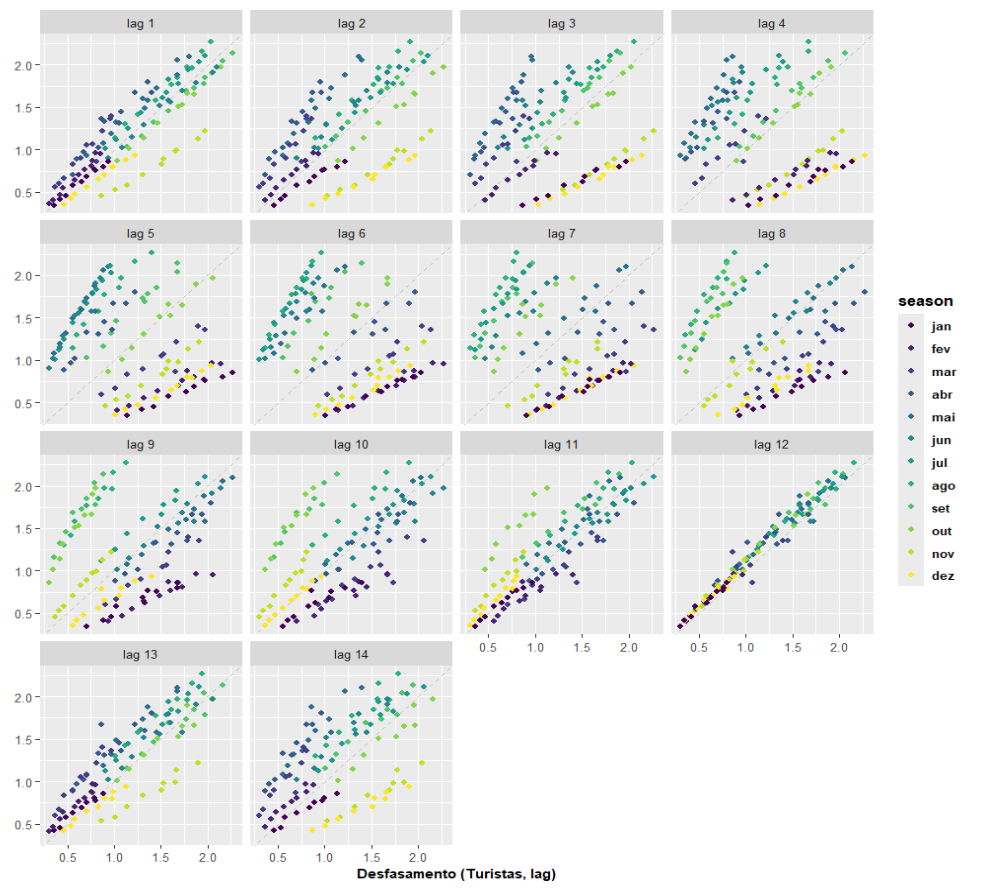 lag 1 lag 2 lag 3 lag 4
2.0
1.5
1.0
0.5
lag 5 lag 6 lag 7 lag 8
2.0
1.5
1.0
0.5
season
jan
fev
mar
abr
mai
jun
jul
ago
set
out
nov
dez
lag 9 lag 10 lag 11 lag 12
2.0
1.5
1.0
0.5
0.5 1.0 1.5 2.0 0.5 1.0 1.5 2.0
lag 13 lag 14
2.0
1.5
1.0
0.5
0.5 1.0 1.5 2.0 0.5 1.0 1.5 2.0
Desfasamento (Turistas, lag)